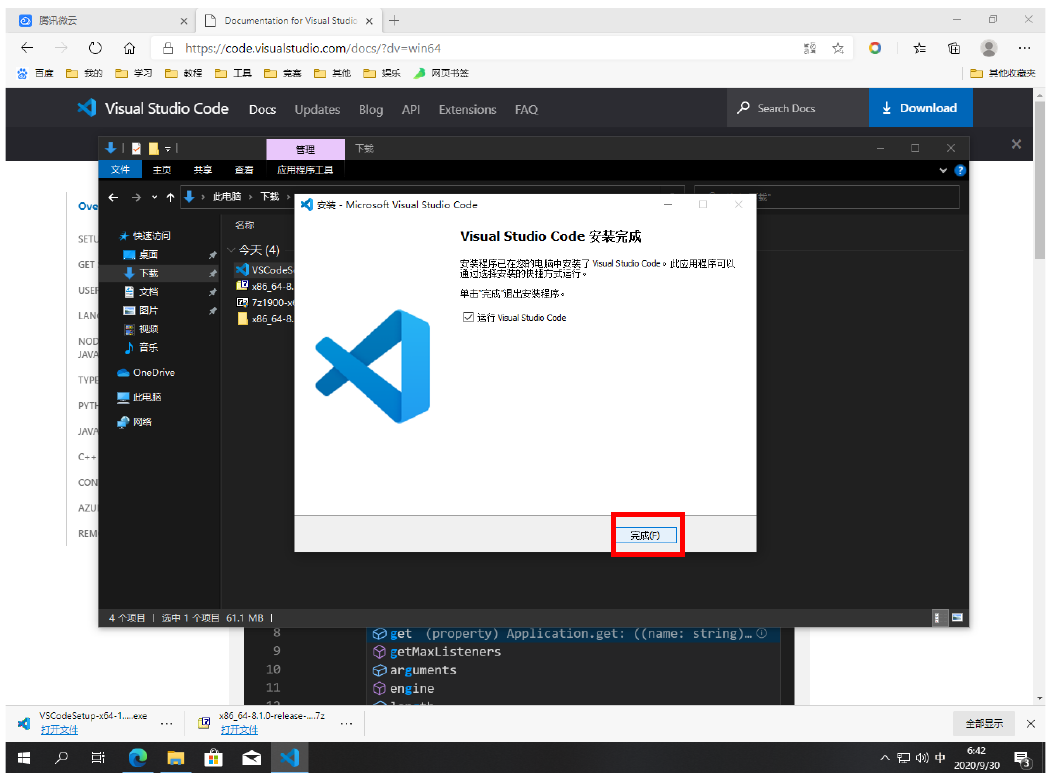 腾讯微云
Documentation for Visual Studio
https://code.visualstudio.com/docs/?dv=win64
百度 我的 学习 教程 工具 竞赛 其他 娱乐 网页书签 其他收藏夹
Visual Studio Code Docs Updates Blog API Extensions FAQ Search Docs Download
管理 下载
文件 主页 共享 查看 应用程序工具
此电脑 下载
安装 - Microsoft Visual Studio Code
Ove
名称
SETU
GET
USER
LANG
NOD
JAVA
TYPE
PYTH
JAVA
C++
CON
AZU
REM
快速访问
桌面
下载
文档
图片
视频
音乐
OneDrive
此电脑
网络
今天 (4)
VSCodeS
x86_64-8.
7z1900-x
x86_64-8.
Visual Studio Code 安装完成
安装程序已在您的电脑中安装了 Visual Studio Code。此应用程序可以
通过选择安装的快捷方式运行。
单击“完成”退出安装程序。
运行 Visual Studio Code
完成(F)
4 个项目 选中 1 个项目 61.1 MB
8 get (property) Application.get: ((name: string)…
9 getMaxListeners
10 arguments
11 engine
12 length
VSCodeSetup-x64-1.....exe
打开文件
x86_64-8.1.0-release-....7z
打开文件
全部显示
中
6:42
2020/9/30
3